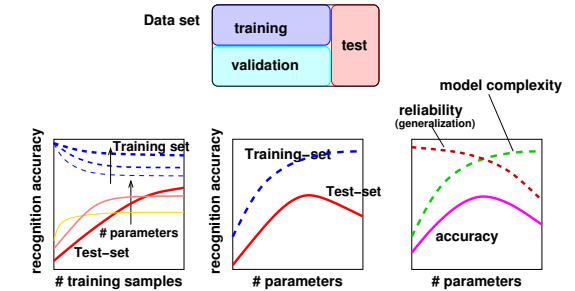 Data set
training
validation
test
recognition accuracy
Training set
# parameters
Test-set
# training samples
recognition accuracy
Training-set
Test-set
# parameters
model complexity
reliability
(generalization)
accuracy
# parameters